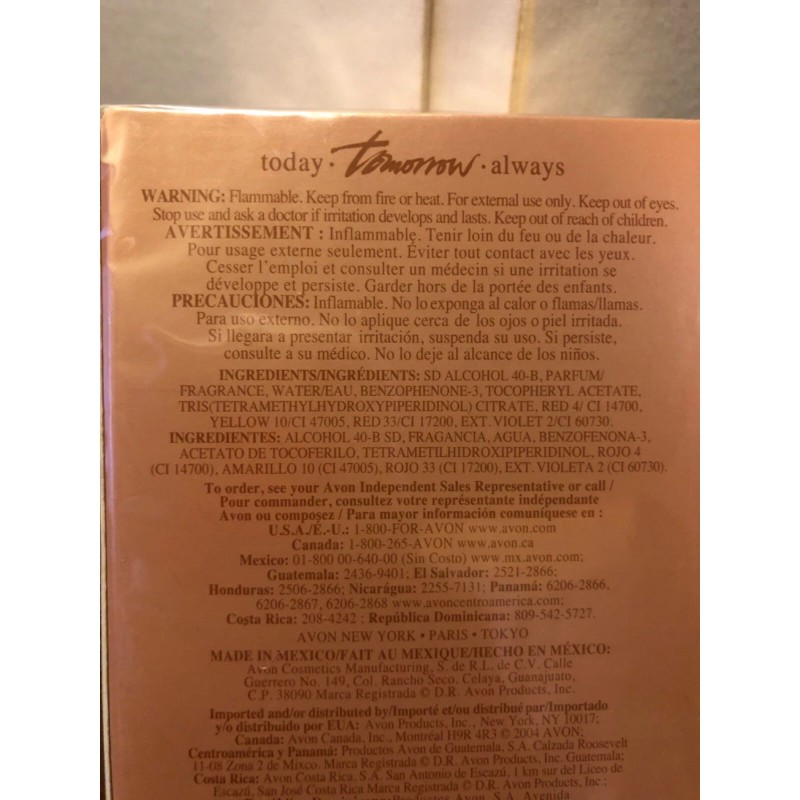 today · tomorrow · always
WARNING: Flammable. Keep from fire or heat. For external use only. Keep out of eyes.
Stop use and ask a doctor if irritation develops and lasts. Keep out of reach of children.
AVERTISSEMENT : Inflammable. Tenir loin du feu ou de la chaleur.
Pour usage externe seulement. Éviter tout contact avec les yeux.
Cesser l'emploi et consulter un médecin si une irritation se
développe et persiste. Garder hors de la portée des enfants.
PRECAUCIONES: Inflamable. No lo exponga al calor o flamas/llamas.
Para uso externo. No lo aplique cerca de los ojos o piel irritada.
Si llegara a presentar irritación, suspenda su uso. Si persiste,
consulte a su médico. No lo deje al alcance de los niños.
INGREDIENTS/INGRÉDIENTS: SD ALCOHOL 40-B, PARFUM/
FRAGRANCE, WATER/EAU, BENZOPHENONE-3, TOCOPHERYL ACETATE,
TRIS(TETRAMETHYLHYDROXYPIPERIDINOL) CITRATE, RED 4/ CI 14700,
YELLOW 10/CI 47005, RED 33/CI 17200, EXT. VIOLET 2/CI 60730.
INGREDIENTES: ALCOHOL 40-B SD, FRAGANCIA, AGUA, BENZOFENONA-3,
ACETATO DE TOCOFERILO, TETRAMETILHIDROXIPIPERIDINOL, ROJO 4
(CI 14700), AMARILLO 10 (CI 47005), ROJO 33 (CI 17200), EXT. VIOLETA 2 (CI 60730).
To order, see your Avon Independent Sales Representative or call /
Pour commander, consultez votre représentante indépendante
Avon ou composez / Para mayor información comuníquese en :
U.S.A./É.-U.: 1-800-FOR-AVON www.avon.com
Canada: 1-800-265-AVON www.avon.ca
Mexico: 01-800 00-640-00 (Sin Costo) www.mx.avon.com;
Guatemala: 2436-9401; El Salvador: 2521-2866;
Honduras: 2506-2866; Nicarágua: 2255-7131; Panamá: 6206-2866,
6206-2867, 6206-2868 www.avoncentroamerica.com;
Costa Rica: 208-4242 ; República Dominicana: 809-542-5727.
AVON NEW YORK • PARIS • TOKYO
MADE IN MEXICO/FAIT AU MEXIQUE/HECHO EN MÉXICO:
Avon Cosmetics Manufacturing, S. de R.L. de C.V. Calle
Guerrero No. 149, Col. Rancho Seco, Celaya, Guanajuato,
C.P. 38090 Marca Registrada © D.R. Avon Products, Inc.
Imported and/or distributed by/Importé et/ou distribué par/Importado
y/o distribuido por EUA: Avon Products, Inc., New York, NY 10017;
Canada: Avon Canada, Inc., Montréal H9R 4R3 © 2004 AVON;
Centroamérica y Panamá: Productos Avon de Guatemala, S.A. Calzada Roosevelt
11-08 Zona 2 de Mixco. Marca Registrada © D.R. Avon Products, Inc. Guatemala;
Costa Rica: Avon Costa Rica. S.A. San Antonio de Escazú, 1 km sur del Liceo de
Escazú, San José Costa Rica Marca Registrada © D.R. Avon Products, Inc.;
S.A. Avenida